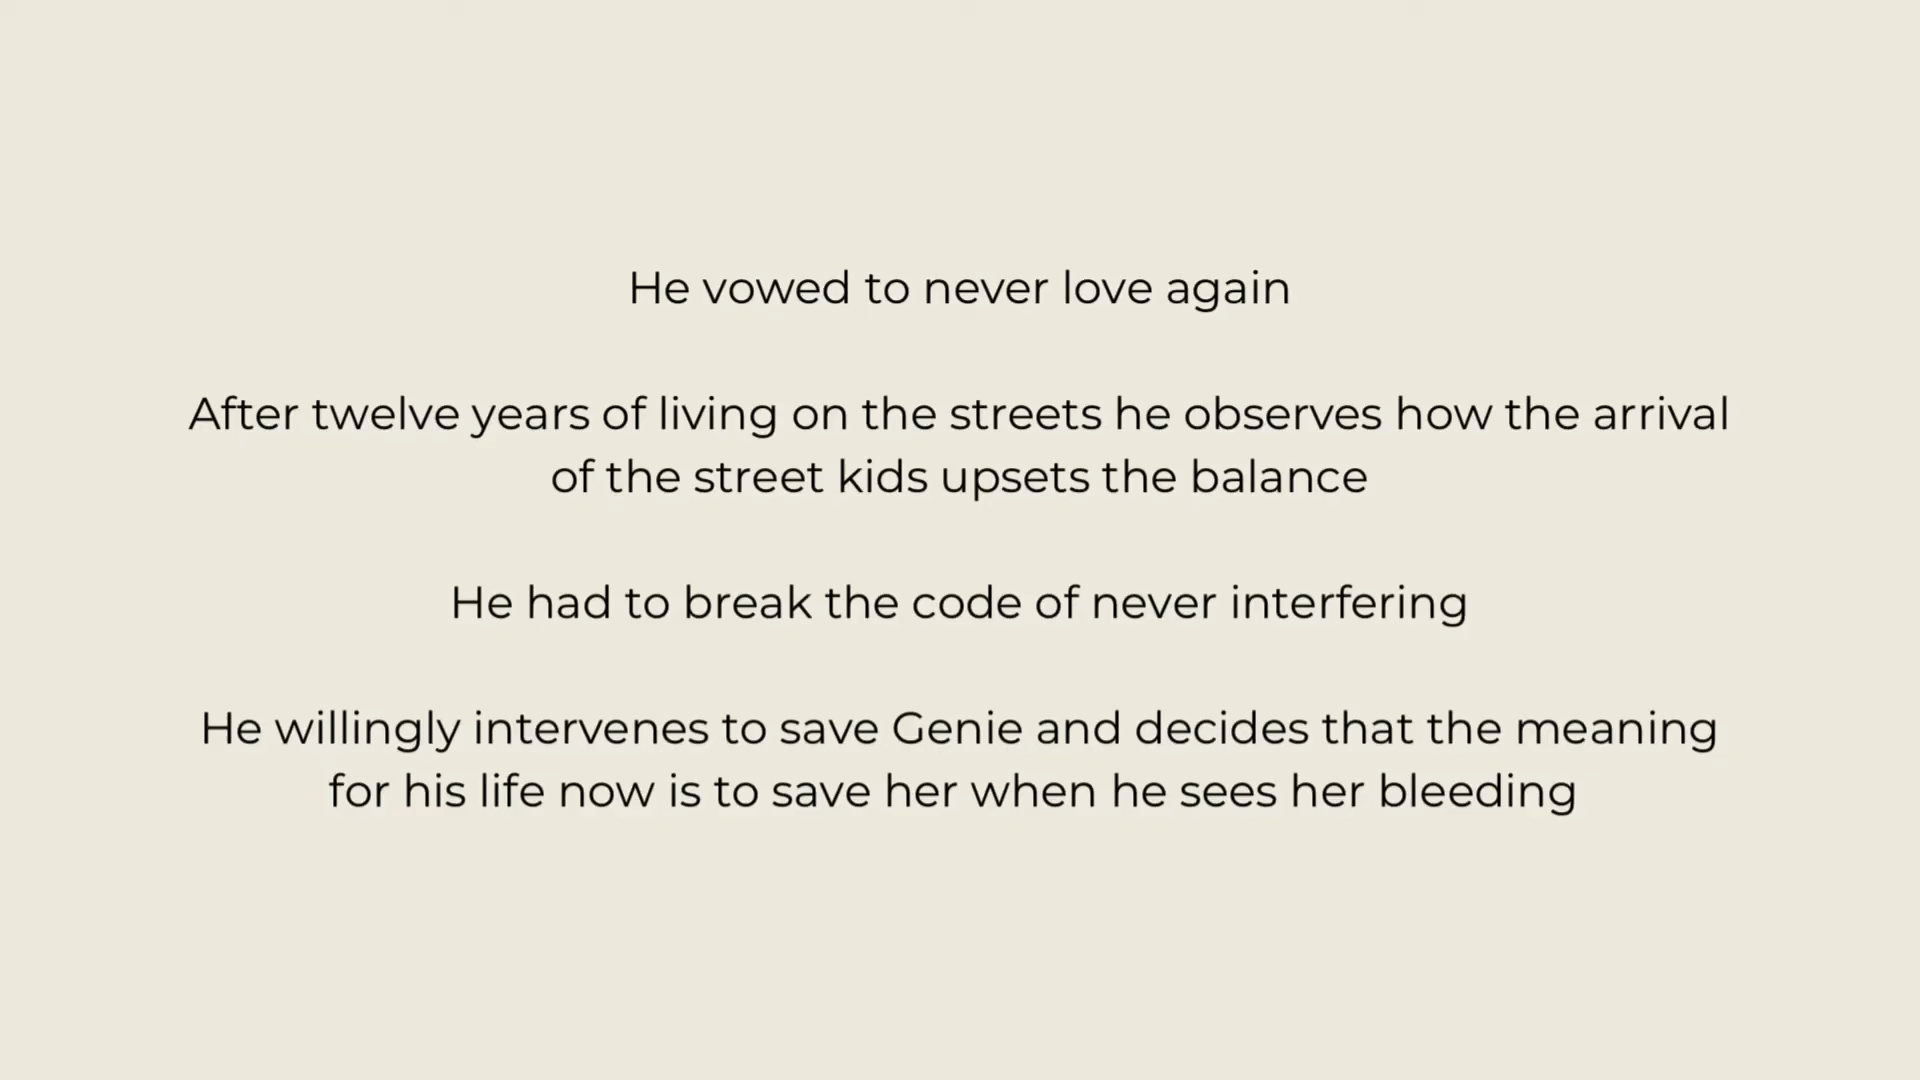 He vowed to never love again
After twelve years of living on the streets he observes how the arrival
of the street kids upsets the balance
He had to break the code of never interfering
He willingly intervenes to save Genie and decides that the meaning
for his life now is to save her when he sees her bleeding